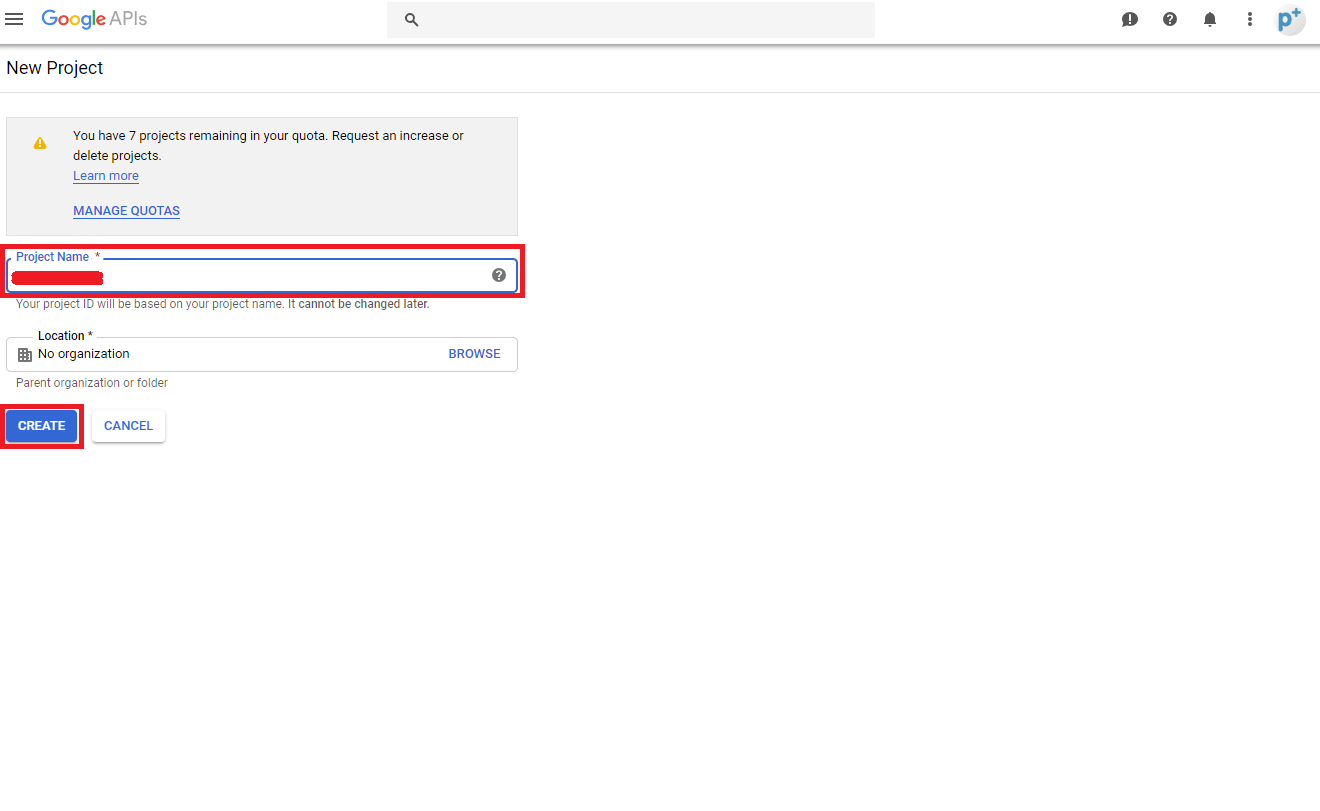 Google APIs
p+
New Project
You have 7 projects remaining in your quota. Request an increase or
delete projects.
Learn more
MANAGE QUOTAS
Project Name *
Your project ID will be based on your project name. It cannot be changed later.
Location *
No organization
BROWSE
Parent organization or folder
CREATE
CANCEL